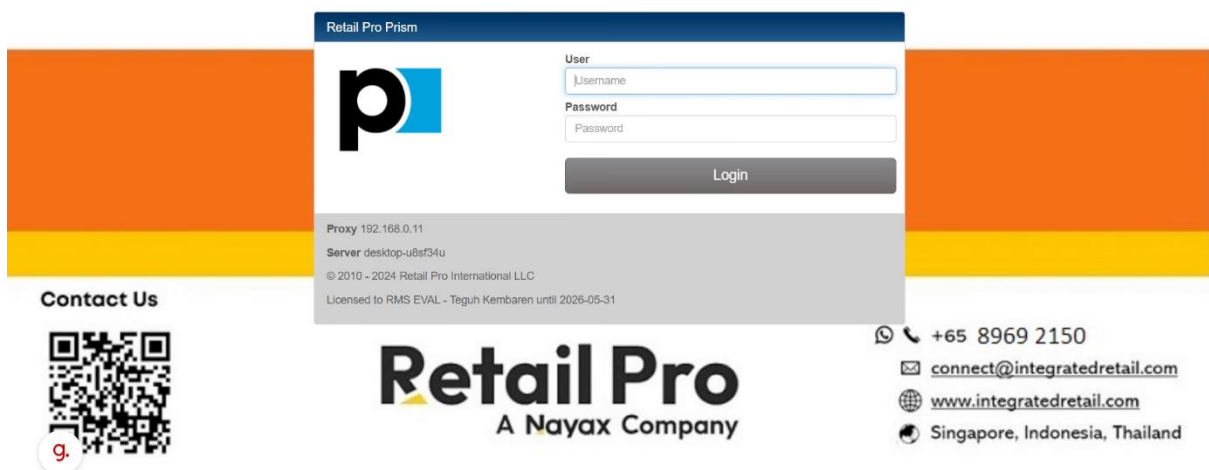 Retail Pro Prism
p
User
Username
Password
Password
Login
Proxy 192.168.0.11
Server desktop-u8sf34u
© 2010 - 2024 Retail Pro International LLC
Licensed to RMS EVAL - Teguh Kembaren until 2026-05-31
Contact Us
g.
Retail Pro
A Nayax Company
+65 8969 2150
connect@integratedretail.com
www.integratedretail.com
Singapore, Indonesia, Thailand